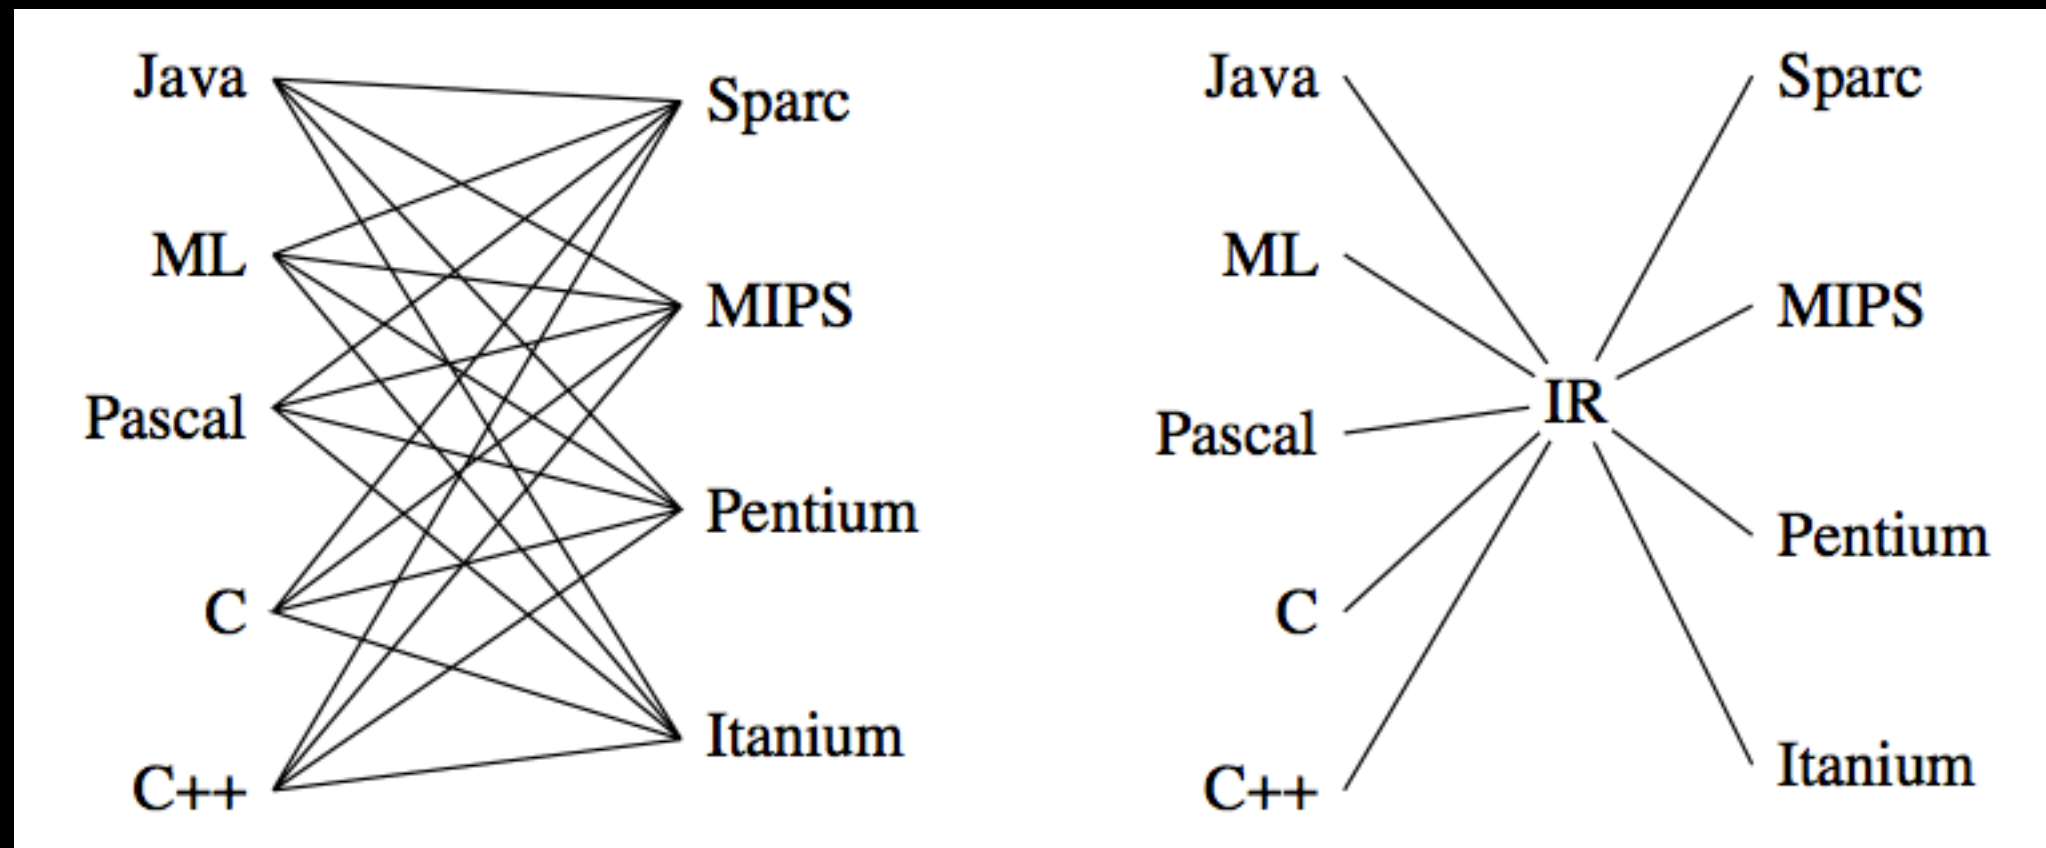 Java
Sparc
ML
MIPS
Pascal
Pentium
C
Itanium
C++
Java
Sparc
ML
MIPS
IR
Pascal
Pentium
C
Itanium
C++